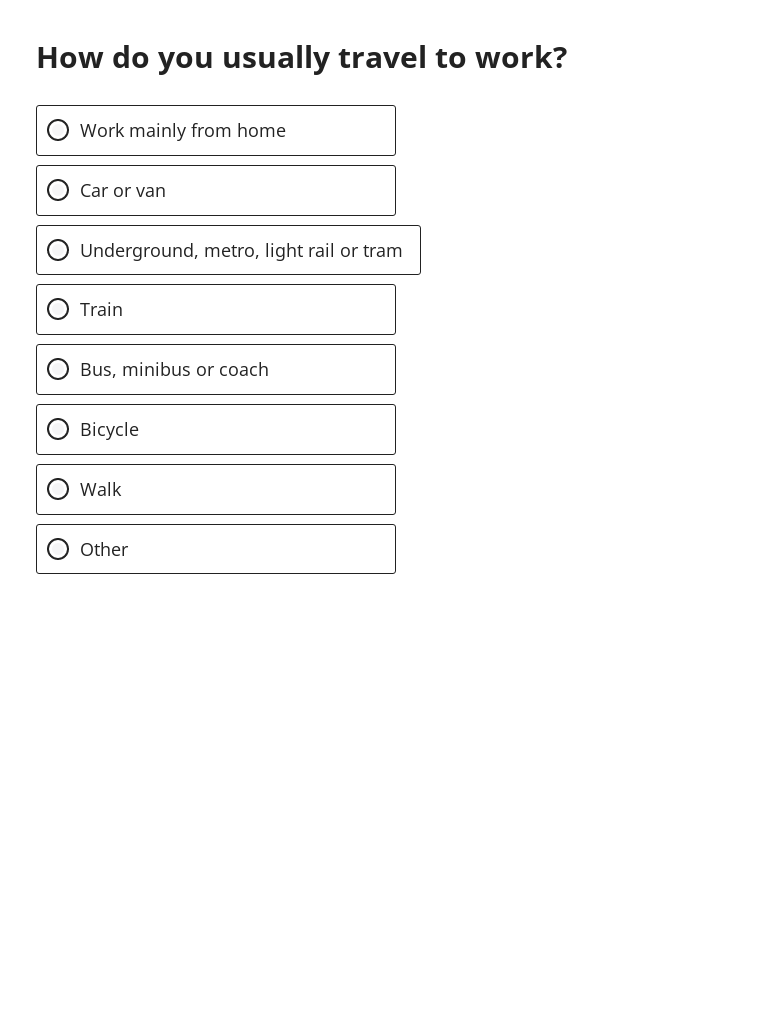 How do you usually travel to work?
Work mainly from home
Car or van
Underground, metro, light rail or tram
Train
Bus, minibus or coach
Bicycle
Walk
Other